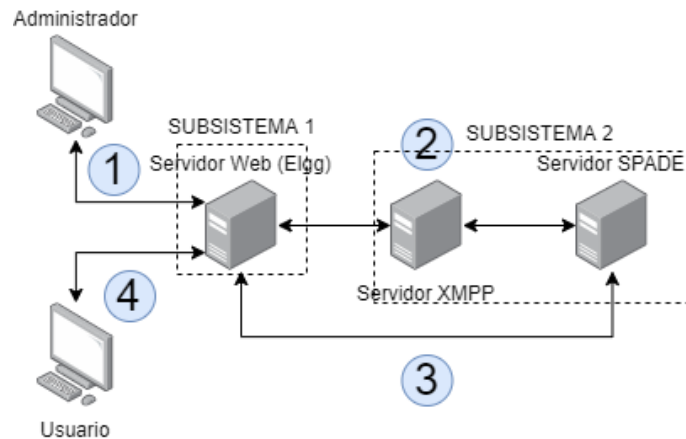 Administrador
SUBSISTEMA 1
2
SUBSISTEMA 2
1
Servidor Web (Elgg)
Servidor SPADE
4
Servidor XMPP
3
Usuario